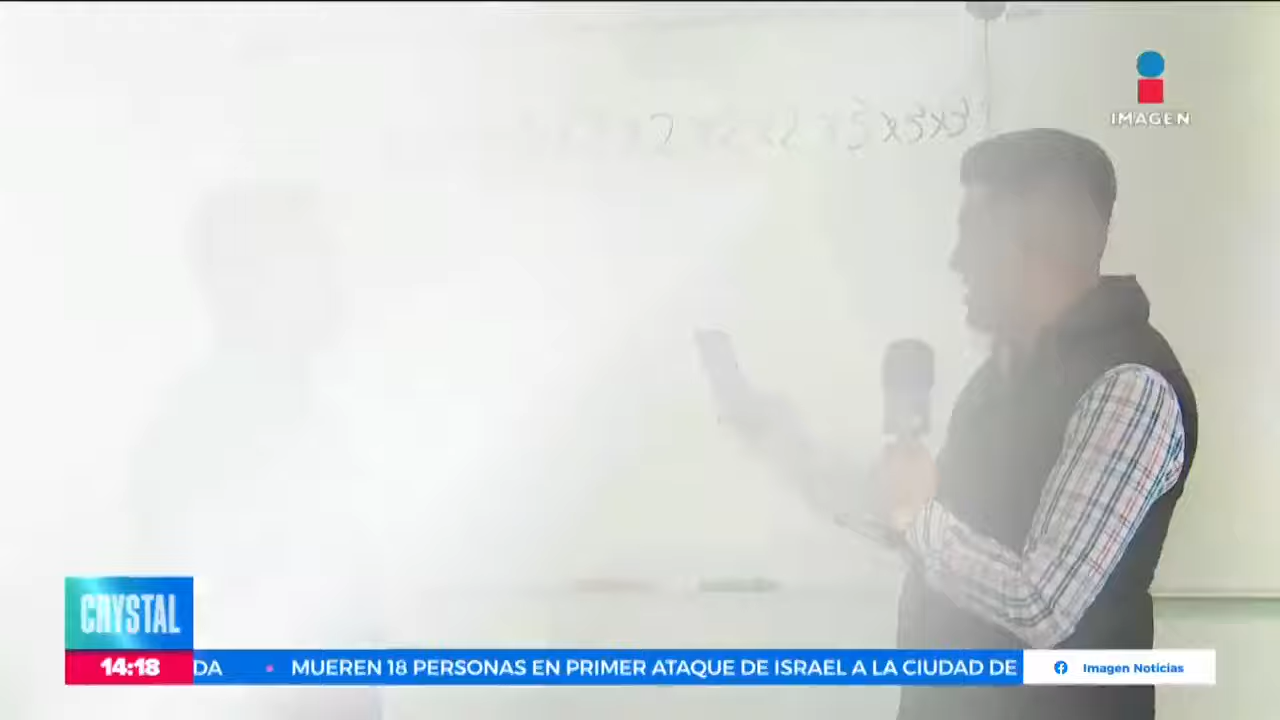 IMAGEN
CRYSTAL
14:18
DA • MUEREN 18 PERSONAS EN PRIMER ATAQUE DE ISRAEL A LA CIUDAD DE
Imagen Noticias